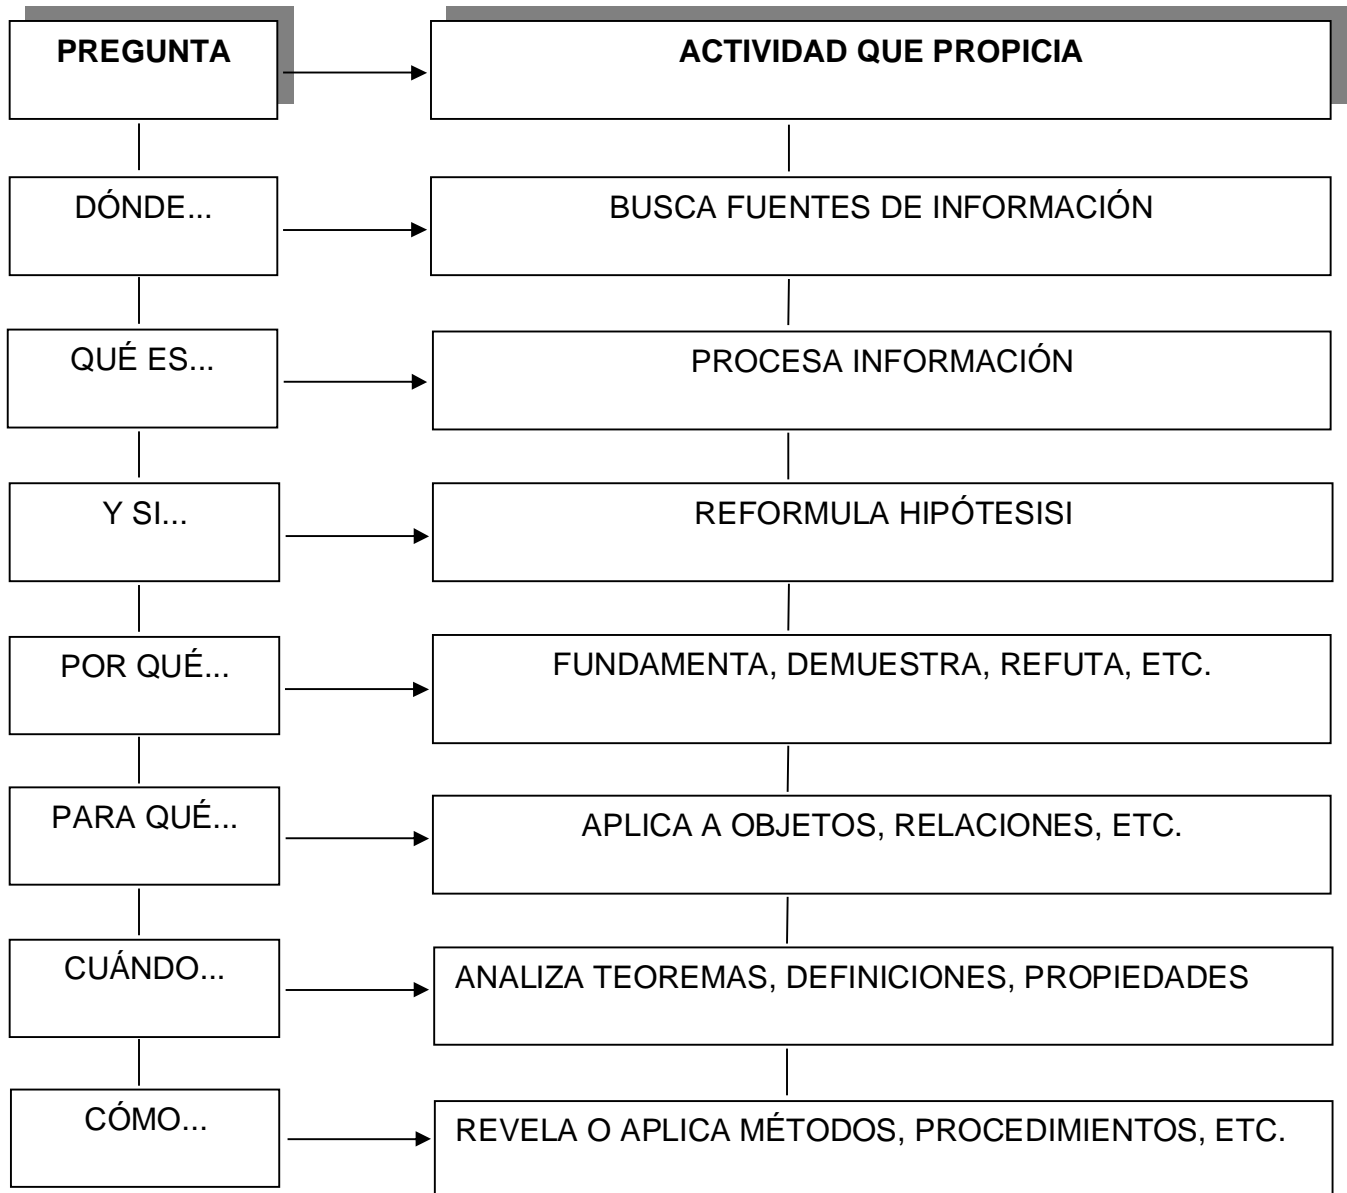 PREGUNTA
ACTIVIDAD QUE PROPICIA
DÓNDE...
BUSCA FUENTES DE INFORMACIÓN
QUÉ ES...
PROCESA INFORMACIÓN
Y SI...
REFORMULA HIPÓTESISI
POR QUÉ...
FUNDAMENTA, DEMUESTRA, REFUTA, ETC.
PARA QUÉ...
APLICA A OBJETOS, RELACIONES, ETC.
CUÁNDO...
ANALIZA TEOREMAS, DEFINICIONES, PROPIEDADES
CÓMO...
REVELA O APLICA MÉTODOS, PROCEDIMIENTOS, ETC.